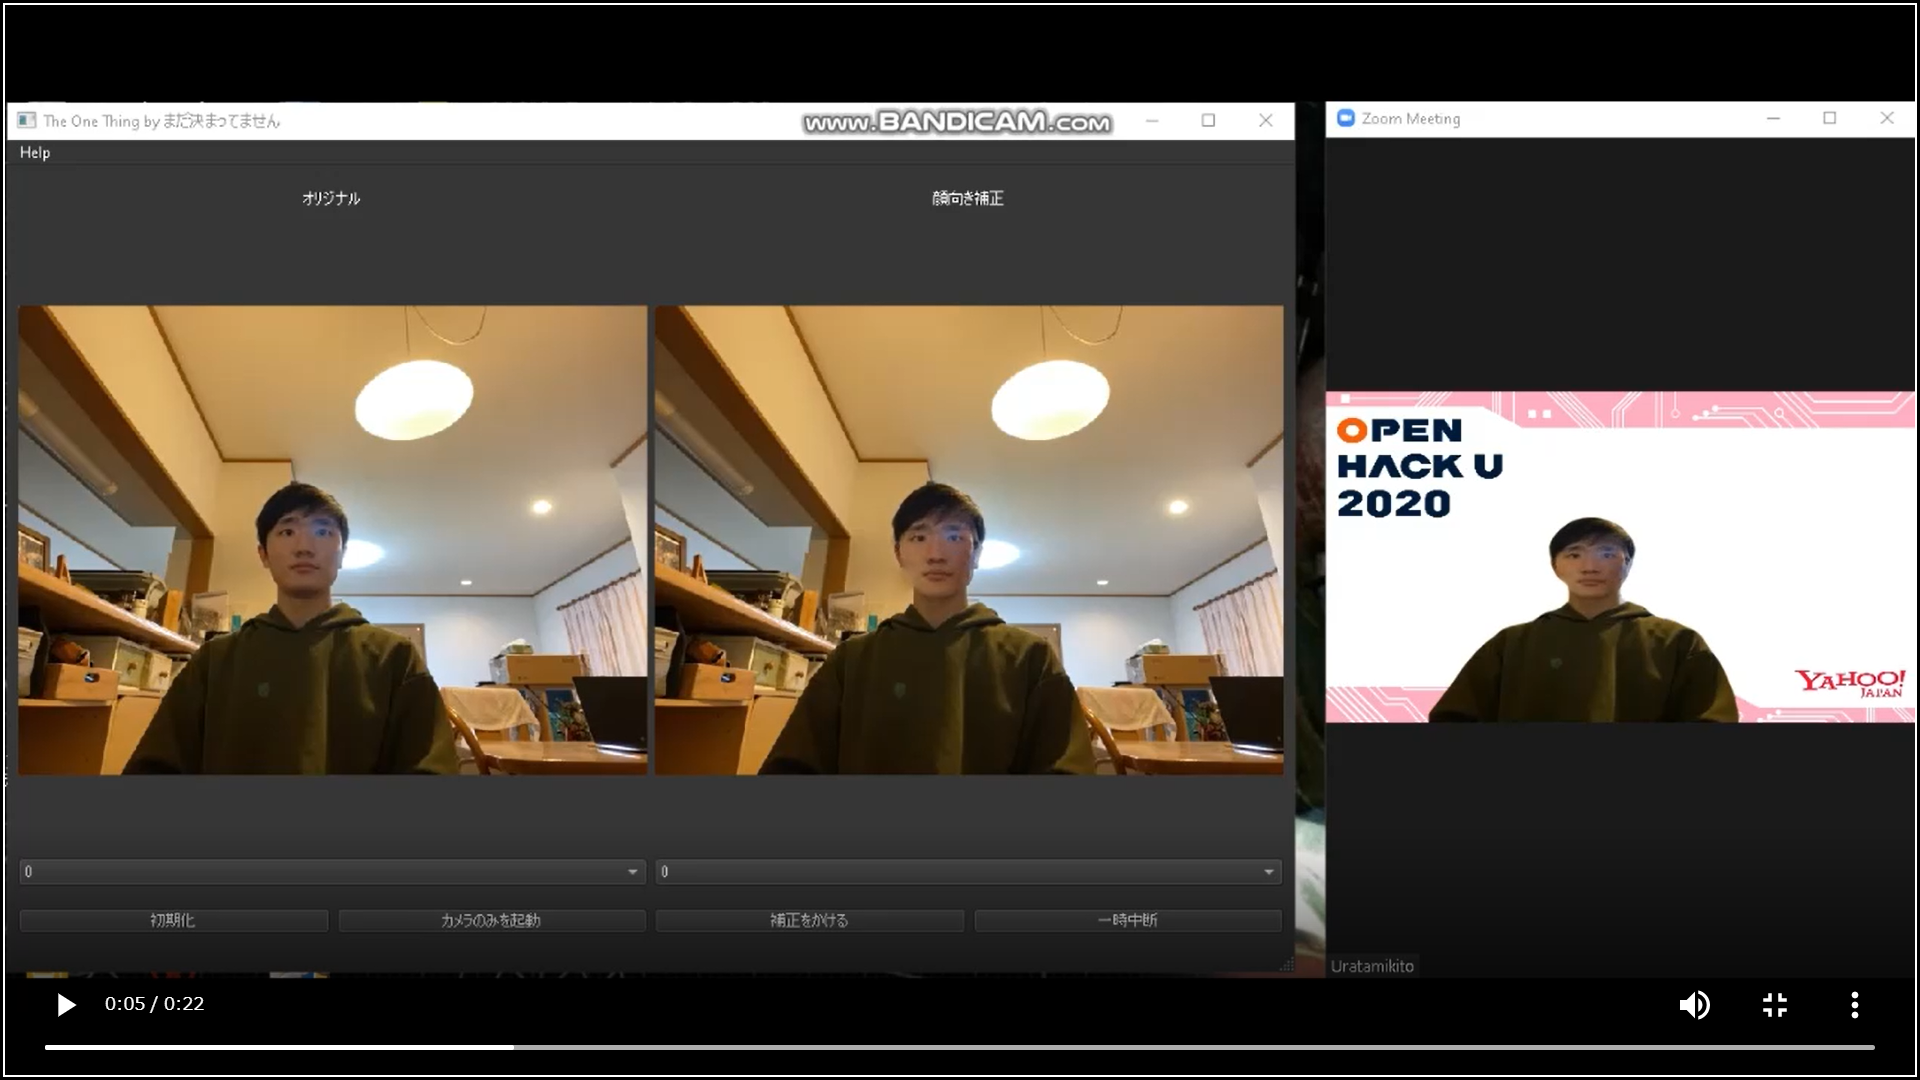 The One Thing by まだ決まってません
www.BANDICAM.com
Zoom Meeting
Help
オリジナル
顔向き補正
OPEN
HACK U
2020
YAHOO!
JAPAN
0
0
初期化
カメラのみを起動
補正をかける
一時中断
Uratamikito
0:05 / 0:22